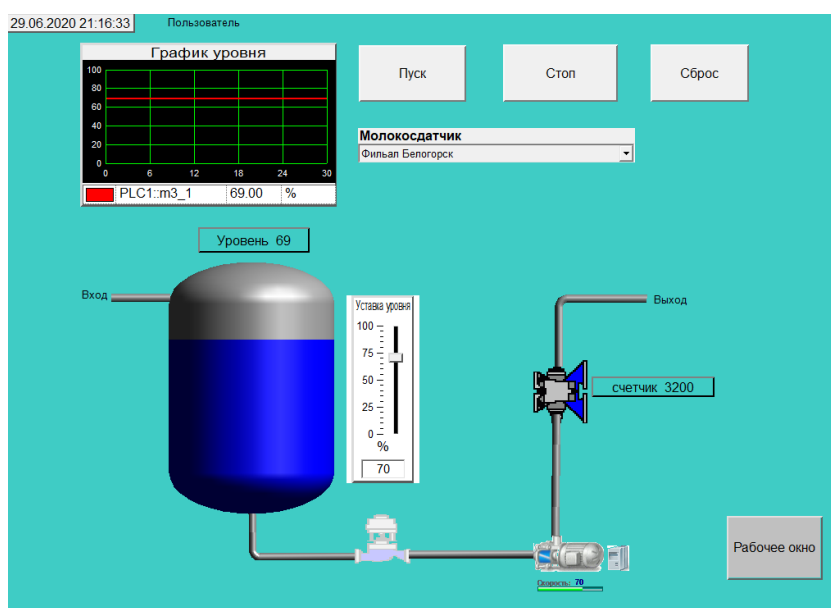 29.06.2020 21:16:33
Пользователь
График уровня
100
80
60
40
20
0
0 6 12 18 24 30
PLC1::m3_1 69.00 %
Пуск
Стоп
Сброс
Молокосдатчик
Фильал Белогорск
Уровень 69
Вход
Уставка уровня
100
75
50
25
0
%
70
Выход
счетчик 3200
Скорость: 70
Рабочее окно